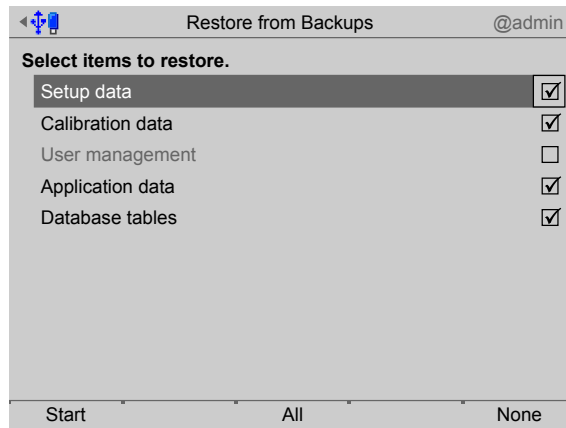 Restore from Backups @admin
Select items to restore.
Setup data
Calibration data
User management
Application data
Database tables
Start All None